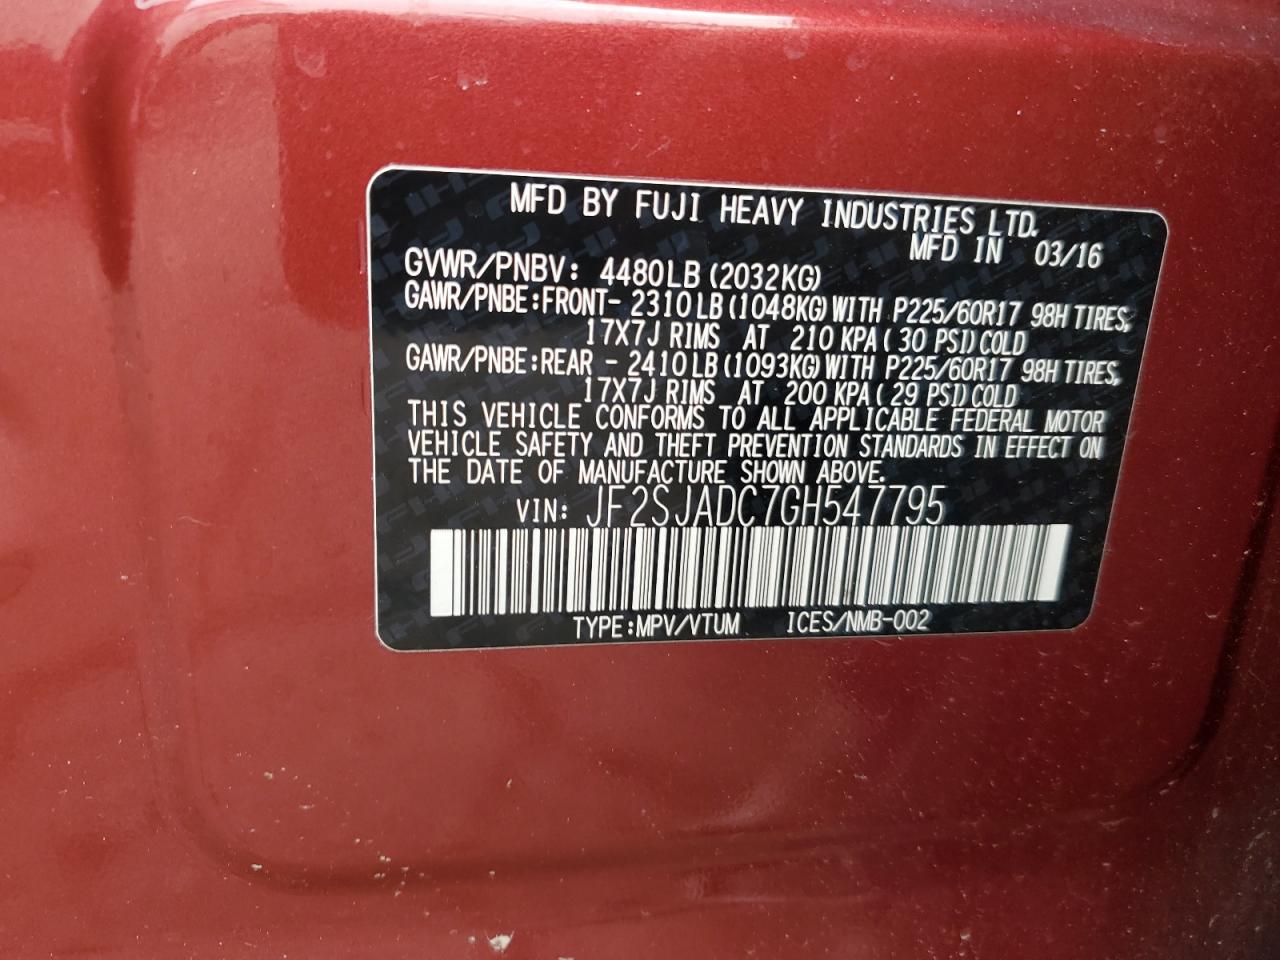 MFD BY FUJI HEAVY INDUSTRIES LTD.
MFD IN 03/16
GVWR/PNBV: 4480LB (2032KG)
GAWR/PNBE:FRONT- 2310 LB (1048KG) WITH P225/60R17 98H TIRES,
17X7J RIMS AT 210 KPA ( 30 PSI) COLD
GAWR/PNBE:REAR - 2410 LB (1093KG) WITH P225/60R17 98H TIRES,
17X7J RIMS AT 200 KPA ( 29 PSI) COLD
THIS VEHICLE CONFORMS TO ALL APPLICABLE FEDERAL MOTOR
VEHICLE SAFETY AND THEFT PREVENTION STANDARDS IN EFFECT ON
THE DATE OF MANUFACTURE SHOWN ABOVE.
VIN: JF2SJADC7GH547795
TYPE:MPV/VTUM ICES/NMB-002